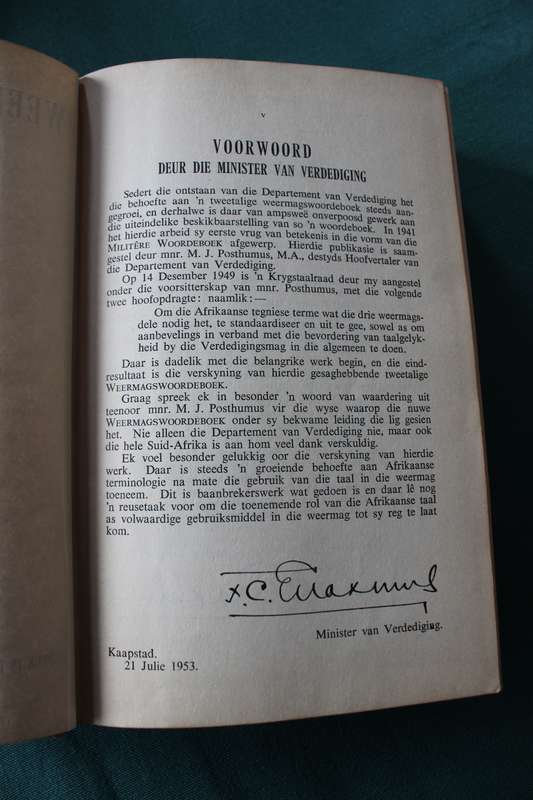 WEER
v
VOORWOORD
DEUR DIE MINISTER VAN VERDEDIGING
Sedert die ontstaan van die Departement van Verdediging het
die behoefte aan 'n tweetalige weermagswoordeboek steeds aan-
gegroei, en derhalwe is daar van ampsweë onverpoosd gewerk aan
die uiteindelike beskikbaarstelling van so 'n woordeboek. In 1941
het hierdie arbeid sy eerste vrug van betekenis in die vorm van die
MILITÊRE WOORDEBOEK afgewerp. Hierdie publikasie is saam-
gestel deur mnr. M. J. Posthumus, M.A., destyds Hoofvertaler van
die Departement van Verdediging.
Op 14 Desember 1949 is 'n Krygstaalraad deur my aangestel
onder die voorsitterskap van mnr. Posthumus, met die volgende
twee hoofopdragte: naamlik:—
Om die Afrikaanse tegniese terme wat die drie weermags-
dele nodig het, te standaardiseer en uit te gee, sowel as om
aanbevelings in verband met die bevordering van taalgelyk-
heid by die Verdedigingsmag in die algemeen te doen.
Daar is dadelik met die belangrike werk begin, en die eind-
resultaat is die verskyning van hierdie gesaghebbende tweetalige
WEERMAGSWOORDEBOEK.
Graag spreek ek in besonder 'n woord van waardering uit
teenoor mnr. M. J. Posthumus vir die wyse waarop die nuwe
WEERMAGSWOORDEBOEK onder sy bekwame leiding die lig gesien
het. Nie alleen die Departement van Verdediging nie, maar ook
die hele Suid-Afrika is aan hom veel dank verskuldig.
Ek voel besonder gelukkig oor die verskyning van hierdie
werk. Daar is steeds 'n groeiende behoefte aan Afrikaanse
terminologie na mate die gebruik van die taal in die weermag
toeneem. Dit is baanbrekerswerk wat gedoen is en daar lê nog
'n reusetaak voor om die toenemende rol van die Afrikaanse taal
as volwaardige gebruiksmiddel in die weermag tot sy reg te laat
kom.
F.C. Erasmus
Minister van Verdediging.
Kaapstad.
21 Julie 1953.